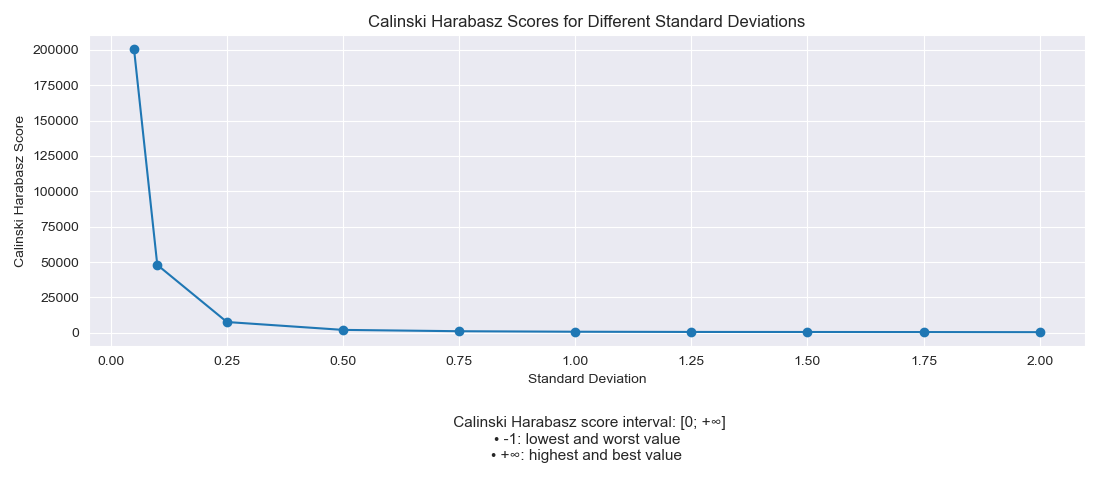 Calinski Harabasz Scores for Different Standard Deviations
Calinski Harabasz Score
200000
175000
150000
125000
100000
75000
50000
25000
0
0.00 0.25 0.50 0.75 1.00 1.25 1.50 1.75 2.00
Standard Deviation
Calinski Harabasz score interval: [0; +∞]
• -1: lowest and worst value
• +∞: highest and best value